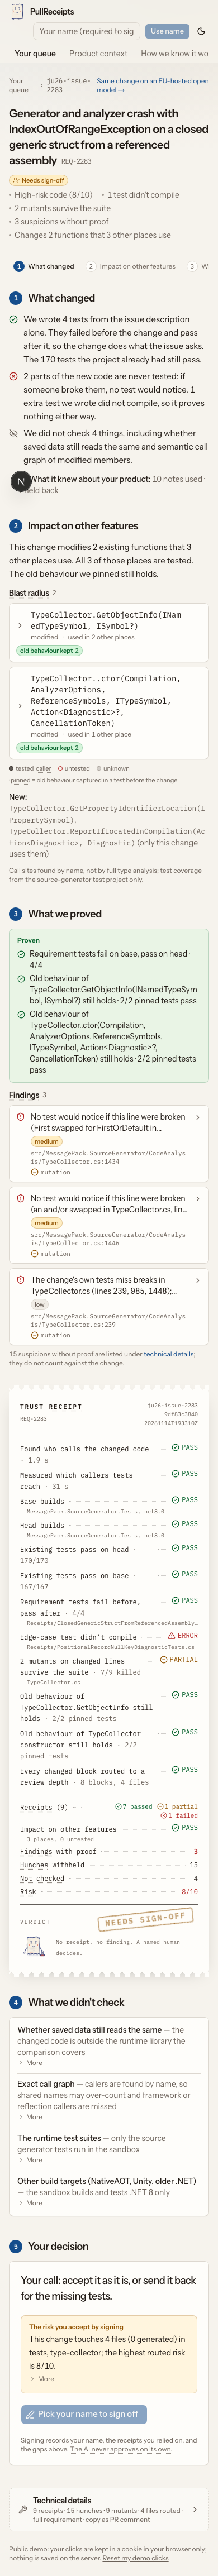 PullReceipts
Your name (required to sig
Use name
Your queue
Product context
How we know it wo
Your queue
ju26-issue-2283
Same change on an EU-hosted open model →
Generator and analyzer crash with
IndexOutOfRangeException on a closed
generic struct from a referenced
assembly REQ-2283
Needs sign-off
• High-risk code (8/10) • 1 test didn't compile
• 2 mutants survive the suite
• 3 suspicions without proof
• Changes 2 functions that 3 other places use
1 What changed
2 Impact on other features
3 W
1 What changed
We wrote 4 tests from the issue description
alone. They failed before the change and pass
after it, so the change does what the issue asks.
The 170 tests the project already had still pass.
2 parts of the new code are never tested: if
someone broke them, no test would notice. 1
extra test we wrote did not compile, so it proves
nothing either way.
We did not check 4 things, including whether
saved data still reads the same and semantic call
graph of modified members.
N
What it knew about your product: 10 notes used ·
held back
2 Impact on other features
This change modifies 2 existing functions that 3
other places use. All 3 of those places are tested.
The old behaviour we pinned still holds.
Blast radius 2
TypeCollector.GetObjectInfo(INam
edTypeSymbol, ISymbol?)
modified · used in 2 other places
old behaviour kept 2
TypeCollector..ctor(Compilation,
AnalyzerOptions,
ReferenceSymbols, ITypeSymbol,
Action<Diagnostic>?,
CancellationToken)
modified · used in 1 other place
old behaviour kept 2
tested caller untested unknown
pinned = old behaviour captured in a test before the change
New:
TypeCollector.GetPropertyIdentifierLocation(I
PropertySymbol),
TypeCollector.ReportIfLocatedInCompilation(Ac
tion<Diagnostic>, Diagnostic) (only this change
uses them)
Call sites found by name, not by full type analysis; test coverage
from the source-generator test project only.
3 What we proved
Proven
Requirement tests fail on base, pass on head ·
4/4
Old behaviour of
TypeCollector.GetObjectInfo(INamedTypeSym
bol, ISymbol?) still holds · 2/2 pinned tests pass
Old behaviour of
TypeCollector..ctor(Compilation,
AnalyzerOptions, ReferenceSymbols,
ITypeSymbol, Action<Diagnostic>?,
CancellationToken) still holds · 2/2 pinned tests
pass
Findings 3
No test would notice if this line were broken
(First swapped for FirstOrDefault in…
medium
src/MessagePack.SourceGenerator/CodeAnalys
is/TypeCollector.cs:1434
mutation
No test would notice if this line were broken
(an and/or swapped in TypeCollector.cs, lin…
medium
src/MessagePack.SourceGenerator/CodeAnalys
is/TypeCollector.cs:1446
mutation
The change's own tests miss breaks in
TypeCollector.cs (lines 239, 985, 1448);…
low
src/MessagePack.SourceGenerator/CodeAnalys
is/TypeCollector.cs:239
mutation
15 suspicions without proof are listed under technical details;
they do not count against the change.
TRUST RECEIPT
REQ-2283
ju26-issue-2283
9df83c3840
20261114T193310Z
Found who calls the changed code · 1.9 s PASS
Measured which callers tests reach · 31 s PASS
Base builds PASS
MessagePack.SourceGenerator.Tests, net8.0
Head builds PASS
MessagePack.SourceGenerator.Tests, net8.0
Existing tests pass on head · 170/170 PASS
Existing tests pass on base · 167/167 PASS
Requirement tests fail before, pass after · 4/4 PASS
Receipts/ClosedGenericStructFromReferencedAssembly…
Edge-case test didn't compile ERROR
Receipts/PositionalRecordNullKeyDiagnosticTests.cs
2 mutants on changed lines survive the suite · 7/9 killed PARTIAL
TypeCollector.cs
Old behaviour of TypeCollector.GetObjectInfo still holds · 2/2 pinned tests PASS
Old behaviour of TypeCollector constructor still holds · 2/2 pinned tests PASS
Every changed block routed to a review depth · 8 blocks, 4 files PASS
Receipts (9) 7 passed 1 partial
1 failed
Impact on other features PASS
3 places, 0 untested
Findings with proof 3
Hunches withheld 15
Not checked 4
Risk 8/10
VERDICT
NEEDS SIGN-OFF
No receipt, no finding. A named human
decides.
4 What we didn't check
Whether saved data still reads the same — the
changed code is outside the runtime library the
comparison covers
More
Exact call graph — callers are found by name, so
shared names may over-count and framework or
reflection callers are missed
More
The runtime test suites — only the source
generator tests run in the sandbox
More
Other build targets (NativeAOT, Unity, older .NET)
— the sandbox builds and tests .NET 8 only
More
5 Your decision
Your call: accept it as it is, or send it back
for the missing tests.
The risk you accept by signing
This change touches 4 files (0 generated) in
tests, type-collector; the highest routed risk
is 8/10.
More
Pick your name to sign off
Signing records your name, the receipts you relied on, and
the gaps above. The AI never approves on its own.
Technical details
9 receipts · 15 hunches · 9 mutants · 4 files routed ·
full requirement · copy as PR comment
Public demo: your clicks are kept in a cookie in your browser only;
nothing is saved on the server. Reset my demo clicks